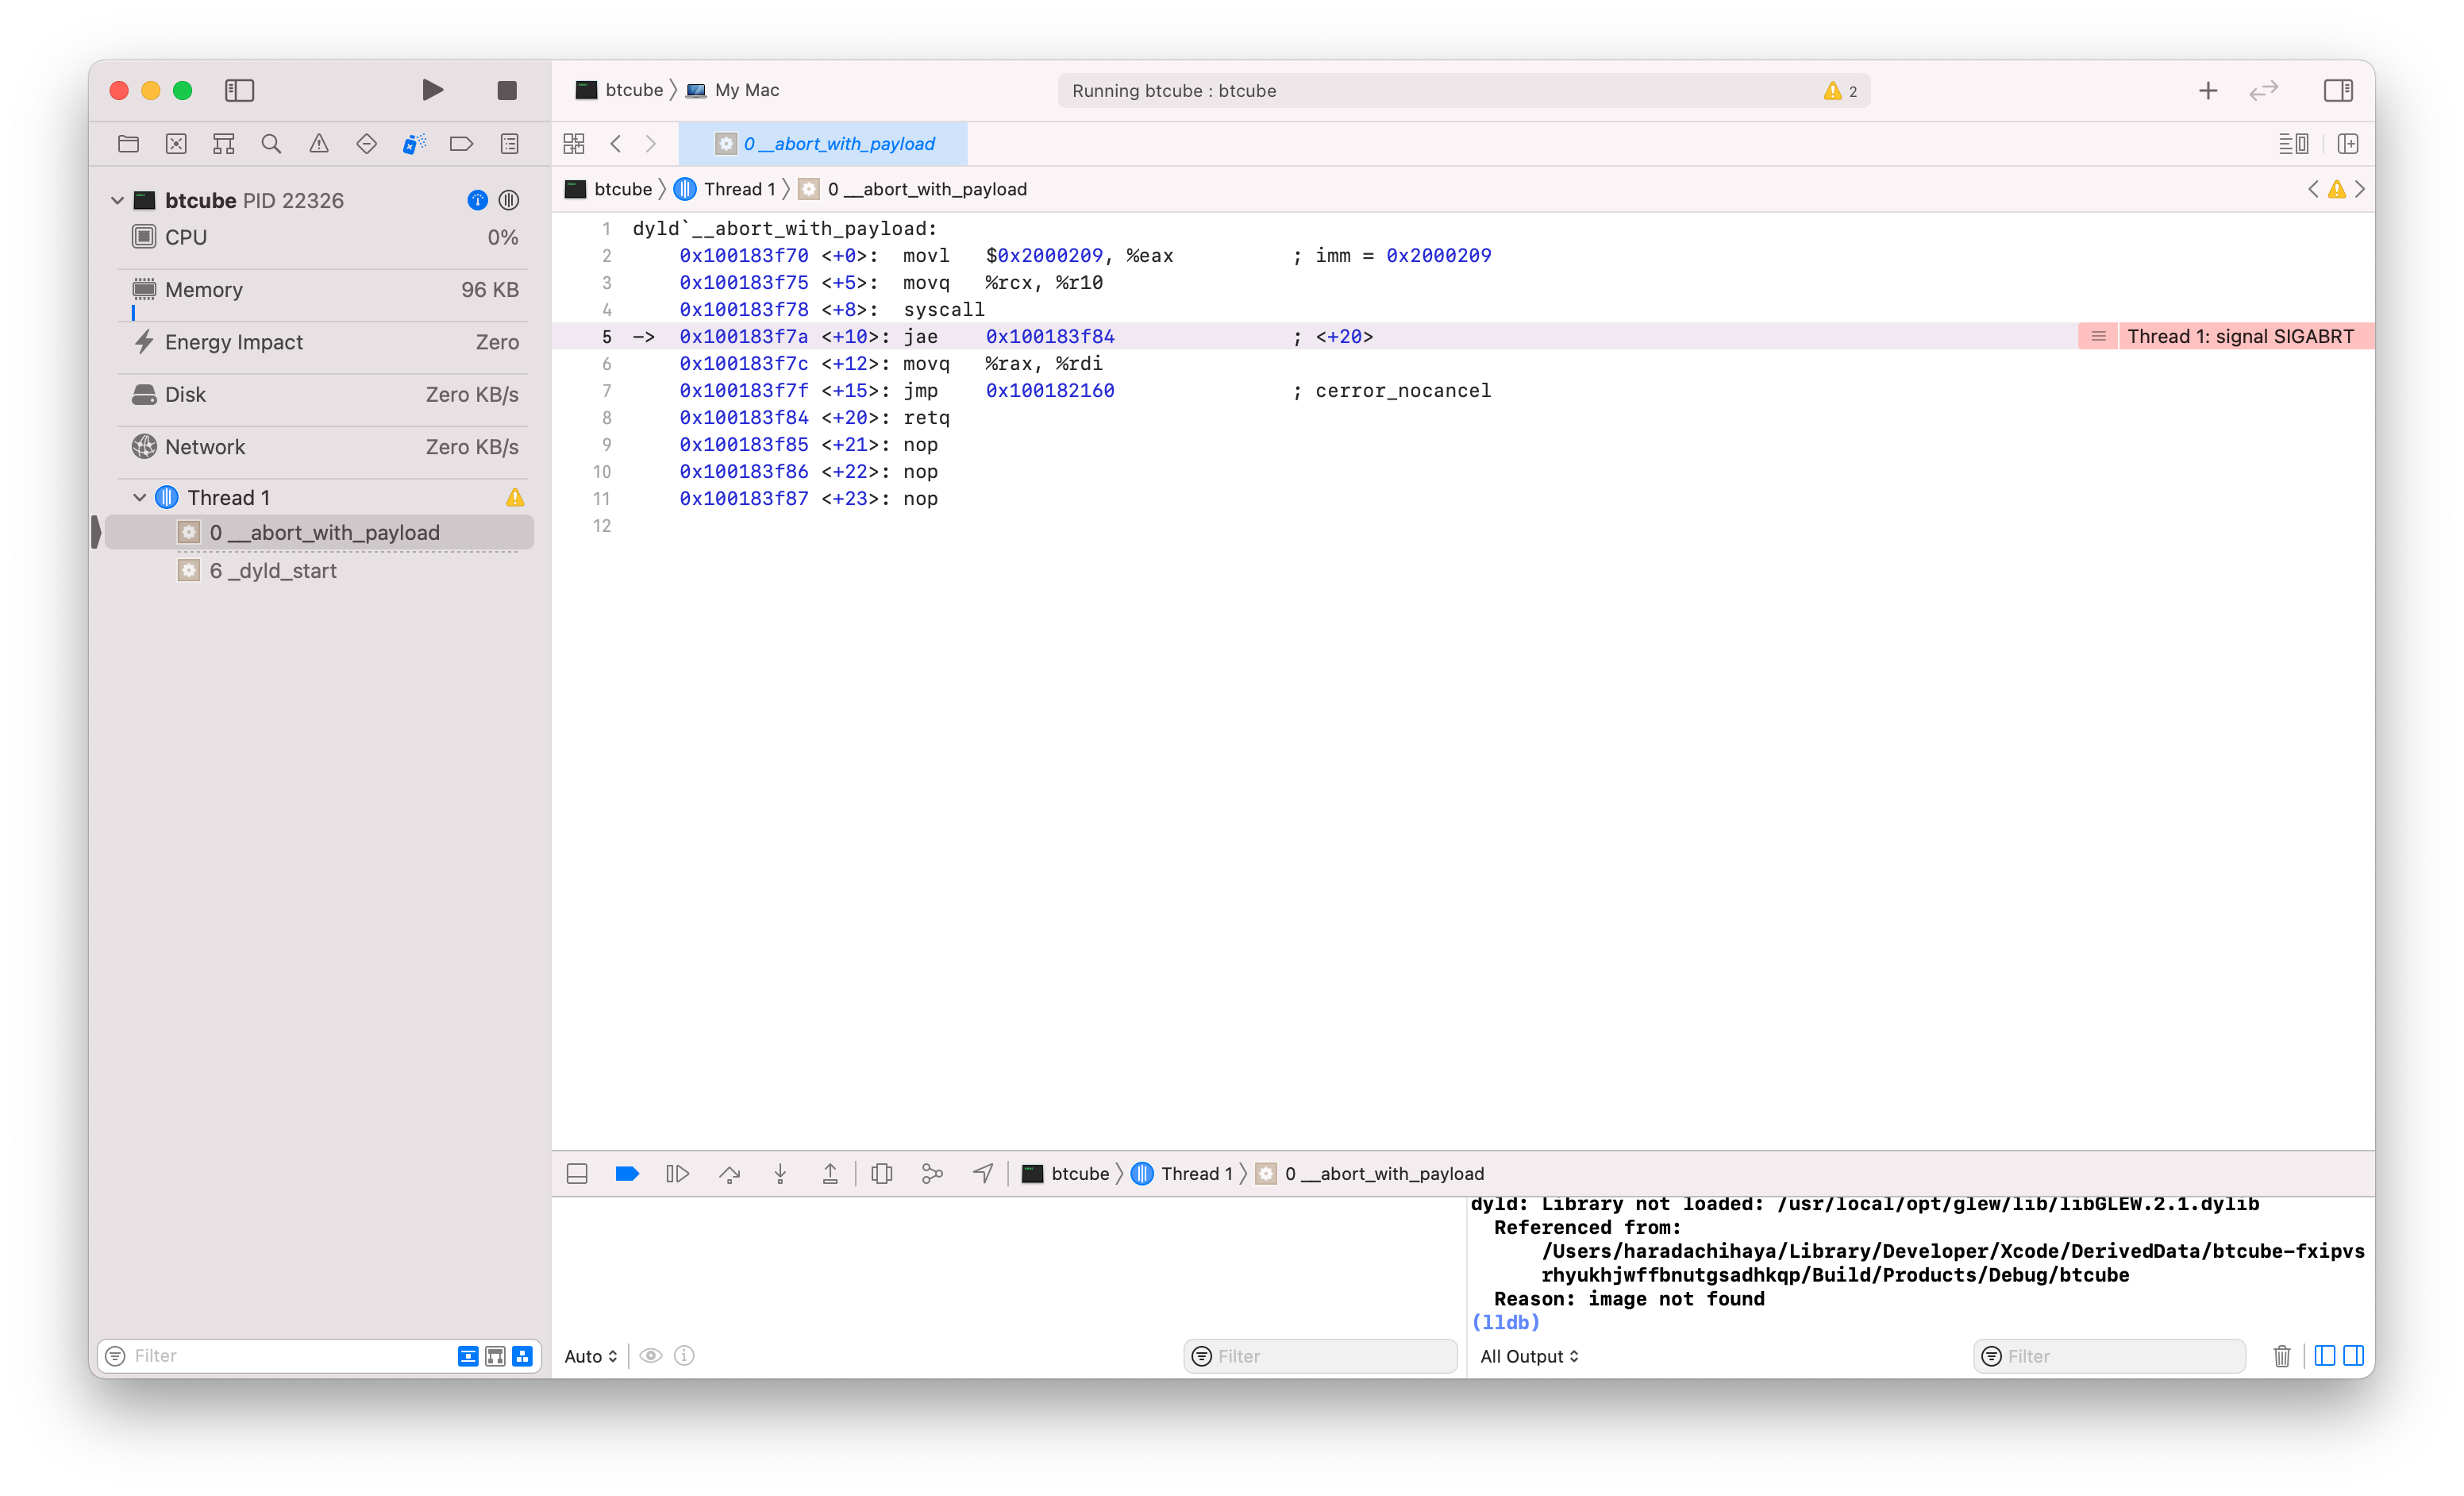 btcube 〉 My Mac
Running btcube : btcube
2
0 __abort_with_payload
btcube PID 22326
CPU 0%
Memory 96 KB
Energy Impact Zero
Disk Zero KB/s
Network Zero KB/s
Thread 1
0 __abort_with_payload
6 _dyld_start
Filter
btcube 〉 Thread 1 〉 0 __abort_with_payload
1 dyld`__abort_with_payload:
2 0x100183f70 <+0>: movl $0x2000209, %eax ; imm = 0x2000209
3 0x100183f75 <+5>: movq %rcx, %r10
4 0x100183f78 <+8>: syscall
5 -> 0x100183f7a <+10>: jae 0x100183f84 ; <+20> Thread 1: signal SIGABRT
6 0x100183f7c <+12>: movq %rax, %rdi
7 0x100183f7f <+15>: jmp 0x100182160 ; cerror_nocancel
8 0x100183f84 <+20>: retq
9 0x100183f85 <+21>: nop
10 0x100183f86 <+22>: nop
11 0x100183f87 <+23>: nop
12
btcube 〉 Thread 1 〉 0 __abort_with_payload
Auto
Filter
dyld: Library not loaded: /usr/local/opt/glew/lib/libGLEW.2.1.dylib
Referenced from:
/Users/haradachihaya/Library/Developer/Xcode/DerivedData/btcube-fxipvs
rhyukhjwffbnutgsadhkqp/Build/Products/Debug/btcube
Reason: image not found
(lldb)
All Output
Filter